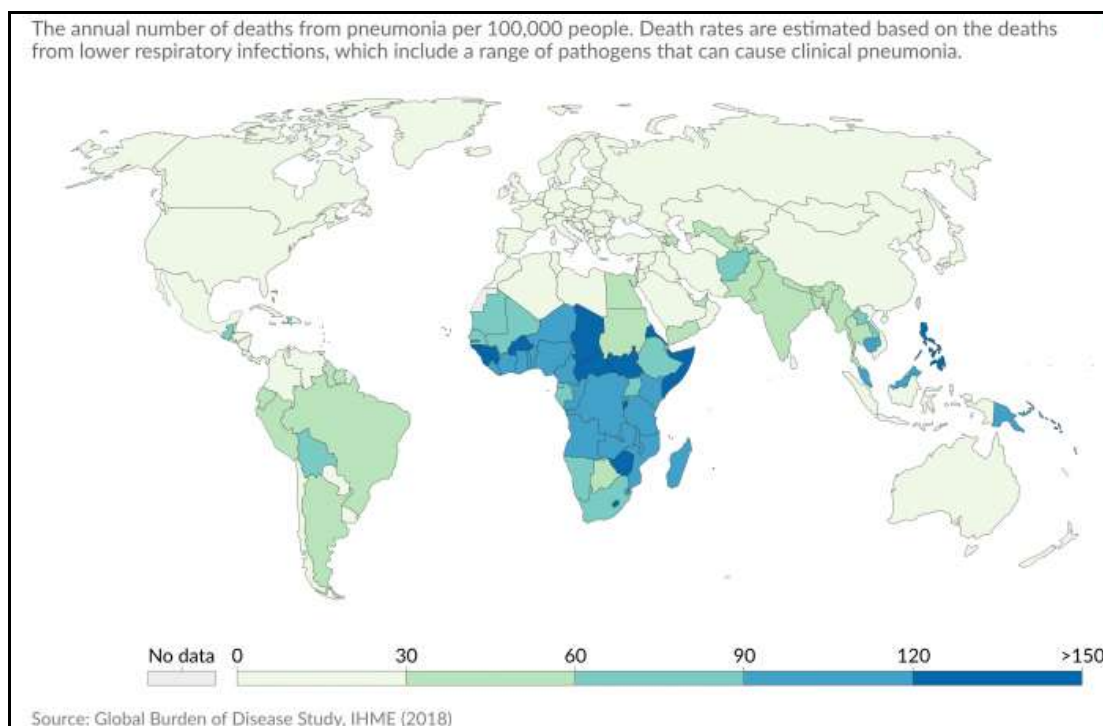 The annual number of deaths from pneumonia per 100,000 people. Death rates are estimated based on the deaths
from lower respiratory infections, which include a range of pathogens that can cause clinical pneumonia.
No data 0 30 60 90 120 >150
Source: Global Burden of Disease Study, IHME (2018)